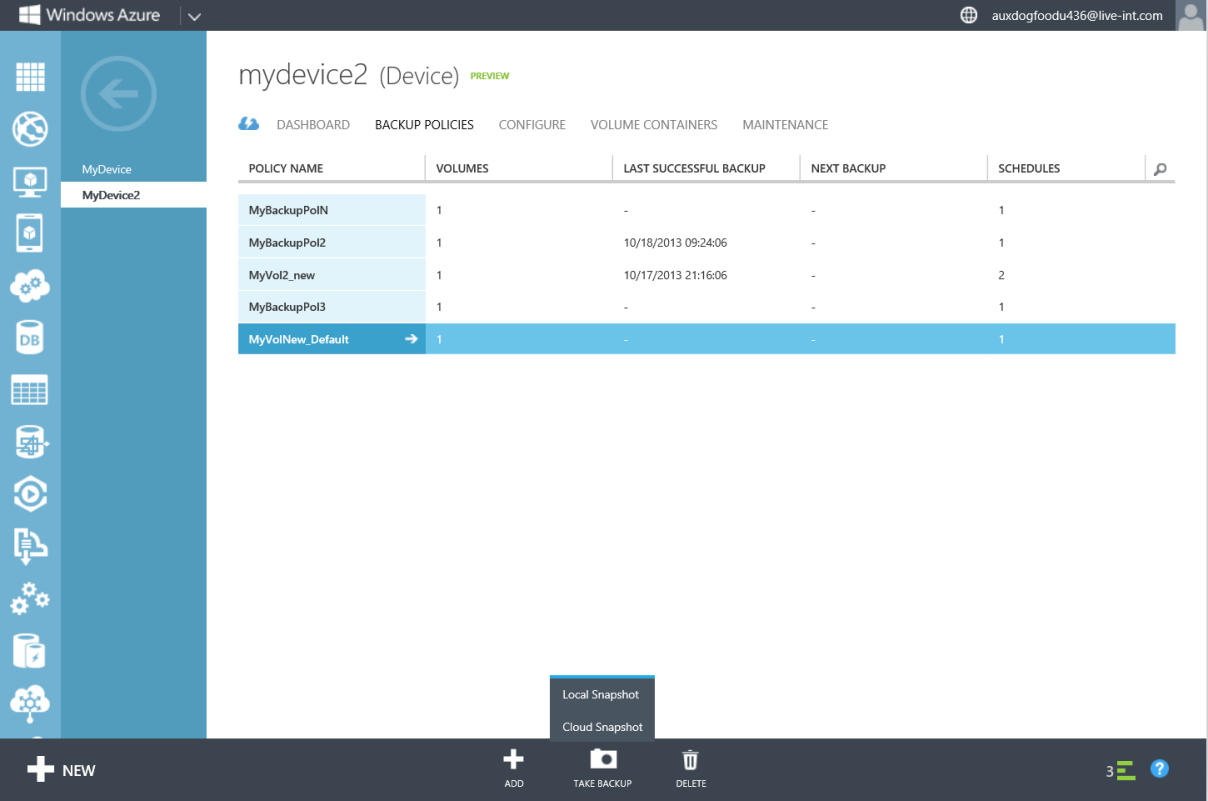 Windows Azure
auxdogfoodu436@live-int.com
MyDevice
MyDevice2
mydevice2 (Device) PREVIEW
DASHBOARD BACKUP POLICIES CONFIGURE VOLUME CONTAINERS MAINTENANCE
POLICY NAME VOLUMES LAST SUCCESSFUL BACKUP NEXT BACKUP SCHEDULES
MyBackupPolN 1 - - 1
MyBackupPol2 1 10/18/2013 09:24:06 - 1
MyVol2_new 1 10/17/2013 21:16:06 - 2
MyBackupPol3 1 - - 1
MyVolNew_Default 1 - - 1
DB
Local Snapshot
Cloud Snapshot
NEW
ADD
TAKE BACKUP
DELETE
3
?